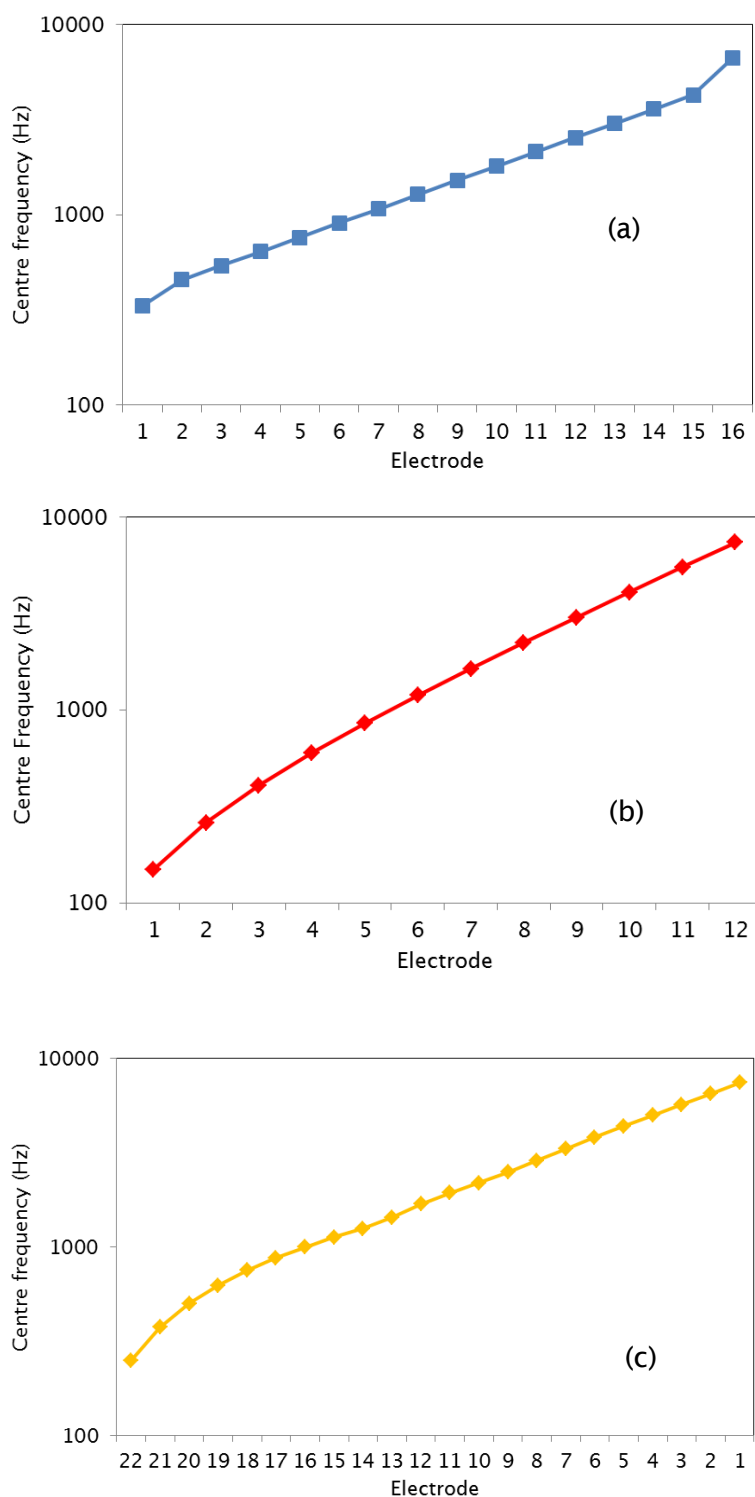 10000
1000
100
Centre frequency (Hz)
(a)
1 2 3 4 5 6 7 8 9 10 11 12 13 14 15 16
Electrode
10000
1000
100
Centre Frequency (Hz)
(b)
1 2 3 4 5 6 7 8 9 10 11 12
Electrode
10000
1000
100
Centre frequency (Hz)
(c)
22 21 20 19 18 17 16 15 14 13 12 11 10 9 8 7 6 5 4 3 2 1
Electrode